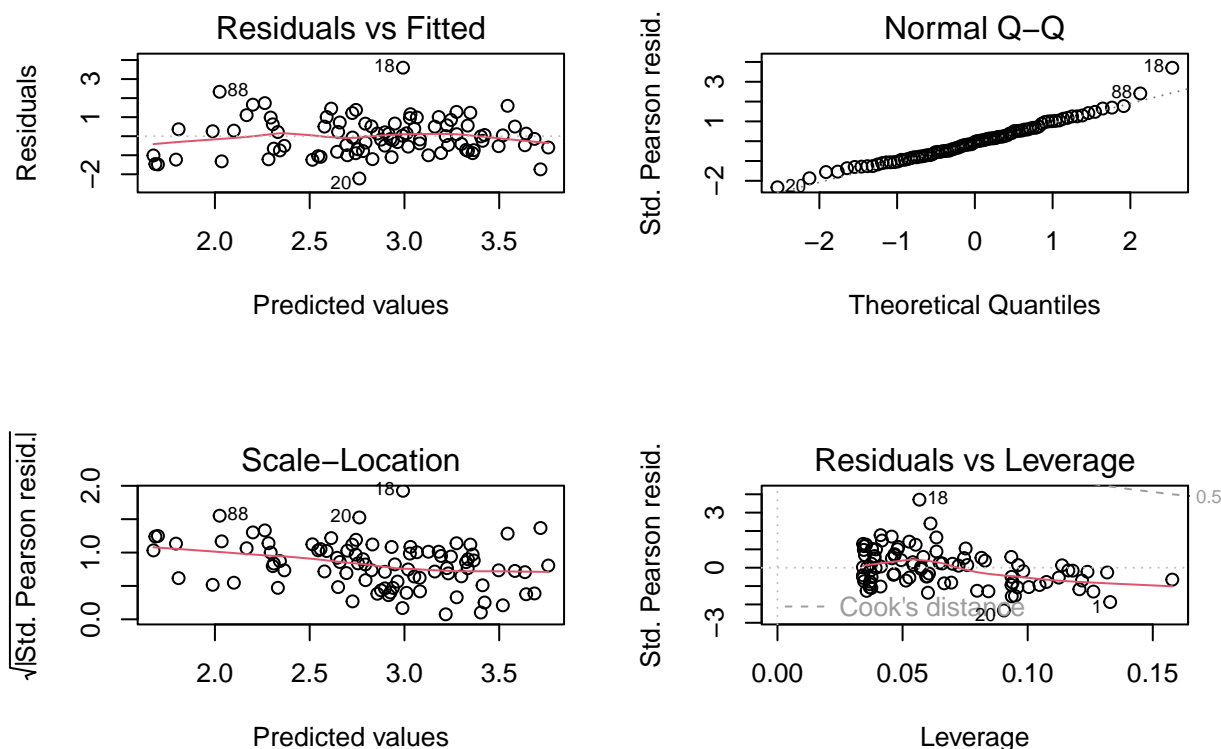 Residuals vs Fitted
Residuals
3
1
−2
18
88
20
2.0 2.5 3.0 3.5
Predicted values
Normal Q−Q
Std. Pearson resid.
3
1
−2
18
88
20
−2 −1 0 1 2
Theoretical Quantiles
Scale−Location
√|Std. Pearson resid.|
2.0
1.0
0.0
18
88
20
2.0 2.5 3.0 3.5
Predicted values
Residuals vs Leverage
Std. Pearson resid.
3
0
−3
0.5
18
Cook's distance
1
20
0.00 0.05 0.10 0.15
Leverage